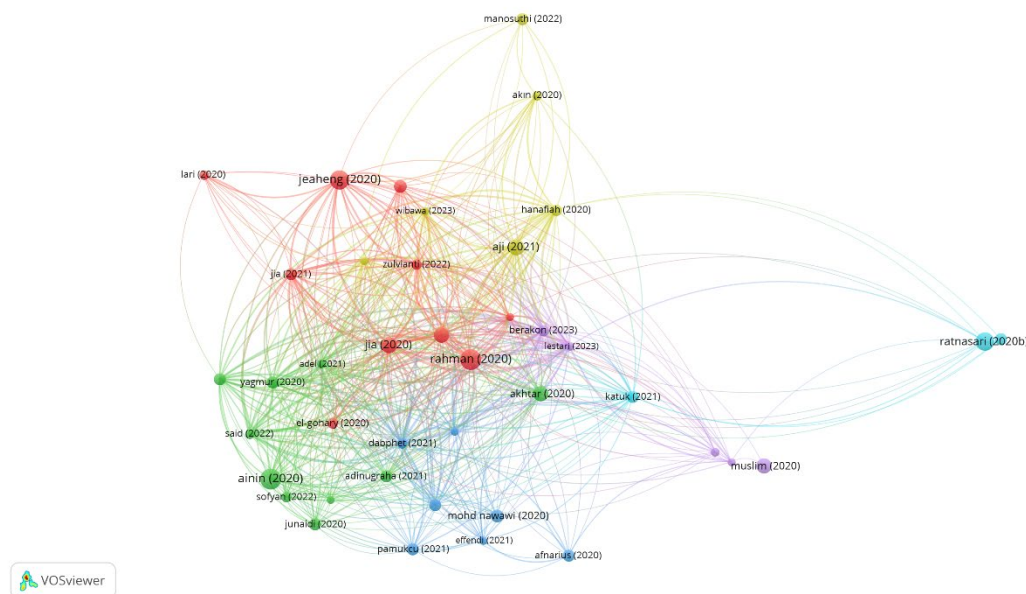 manosuthi (2022)
akın (2020)
lari (2020)
jeaheng (2020)
wibawa (2023)
hanafiah (2020)
aji (2021)
jia (2021)
zulvianti (2022)
berakon (2023)
ratnasari (2020b)
jia (2020)
lestari (2023)
rahman (2020)
adel (2021)
yagmur (2020)
akhtar (2020)
katuk (2021)
el-gohary (2020)
said (2022)
dabphet (2021)
muslim (2020)
ainin (2020)
adinugraha (2021)
sofyan (2022)
mohd nawawi (2020)
junaidi (2020)
effendi (2021)
pamukcu (2021)
afnarius (2020)
VOSviewer